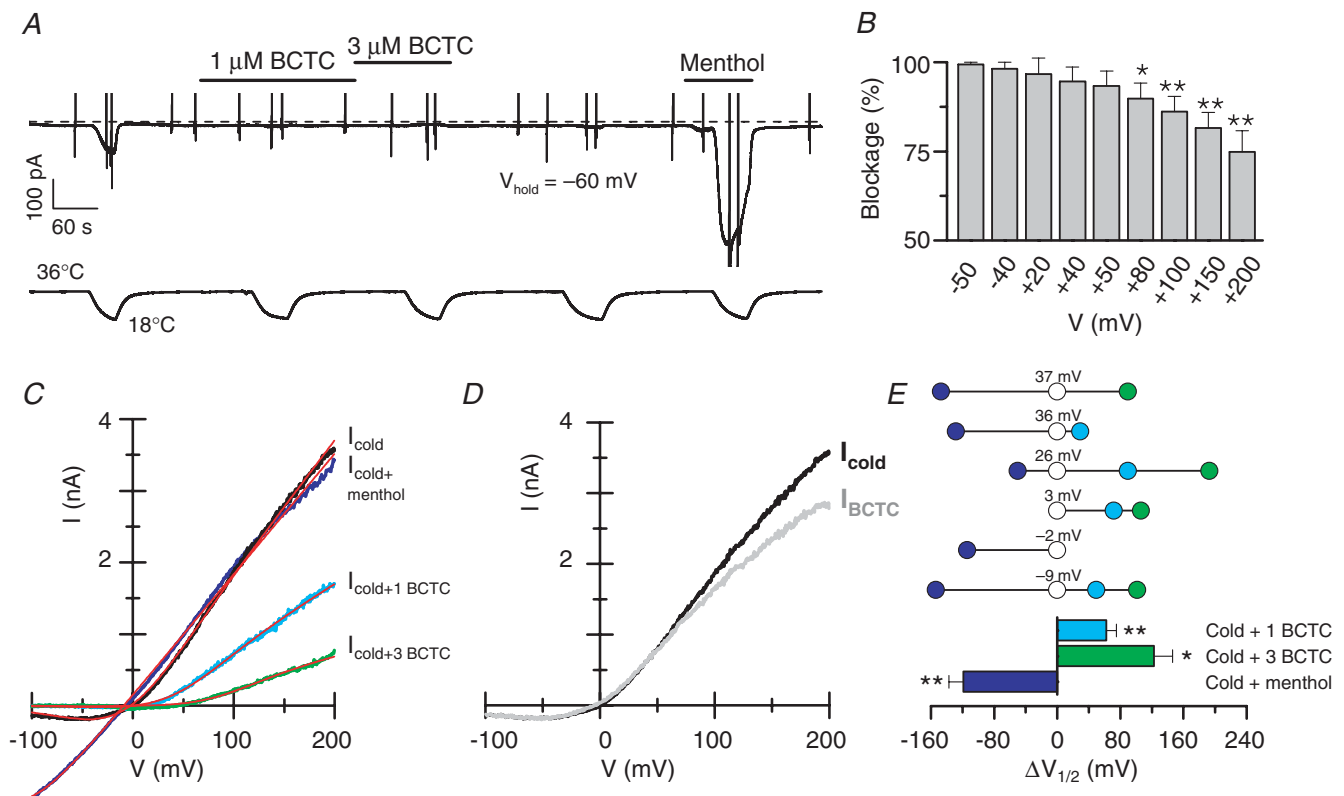 A
1 μM BCTC
3 μM BCTC
Menthol
100 pA
60 s
V_hold = −60 mV
36°C
18°C
B
Blockage (%)
100
75
50
*
**
**
**
-50
-40
+20
+40
+50
+80
+100
+150
+200
V (mV)
C
I (nA)
4
2
-100
0
100
200
V (mV)
I_cold
I_cold+
menthol
I_cold+1 BCTC
I_cold+3 BCTC
D
I (nA)
4
2
-100
0
100
200
V (mV)
I_cold
I_BCTC
E
37 mV
36 mV
26 mV
3 mV
−2 mV
−9 mV
** Cold + 1 BCTC
* Cold + 3 BCTC
** Cold + menthol
-160
-80
0
80
160
240
ΔV_1/2 (mV)